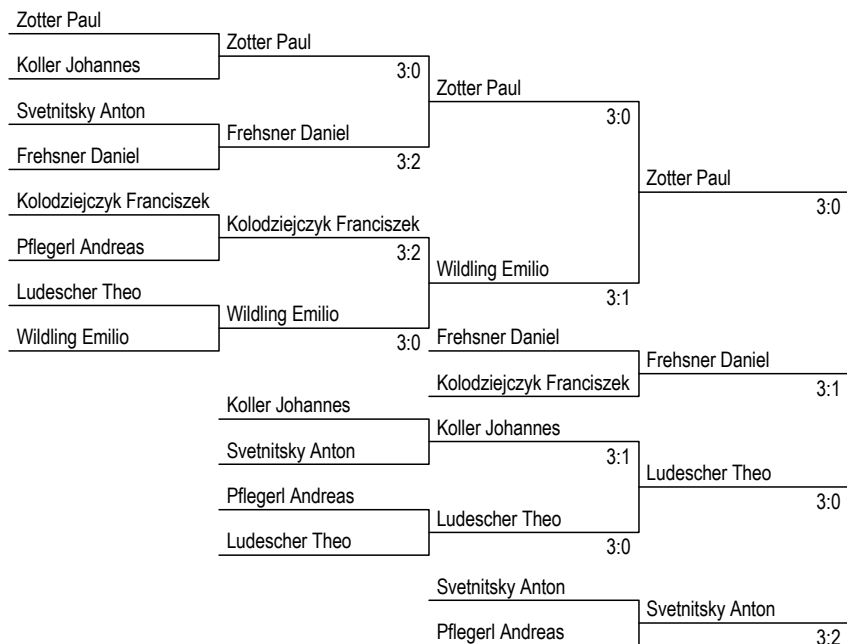 Zotter Paul
Zotter Paul
Koller Johannes
3:0
Zotter Paul
Svetnitsky Anton
3:0
Frehsner Daniel
Frehsner Daniel
3:2
Zotter Paul
Kolodziejczyk Franciszek
3:0
Kolodziejczyk Franciszek
Pflegerl Andreas
3:2
Wildling Emilio
Ludescher Theo
3:1
Wildling Emilio
Wildling Emilio
3:0
Frehsner Daniel
Frehsner Daniel
Kolodziejczyk Franciszek
3:1
Koller Johannes
Koller Johannes
Svetnitsky Anton
3:1
Ludescher Theo
Pflegerl Andreas
3:0
Ludescher Theo
Ludescher Theo
3:0
Svetnitsky Anton
Svetnitsky Anton
Pflegerl Andreas
3:2